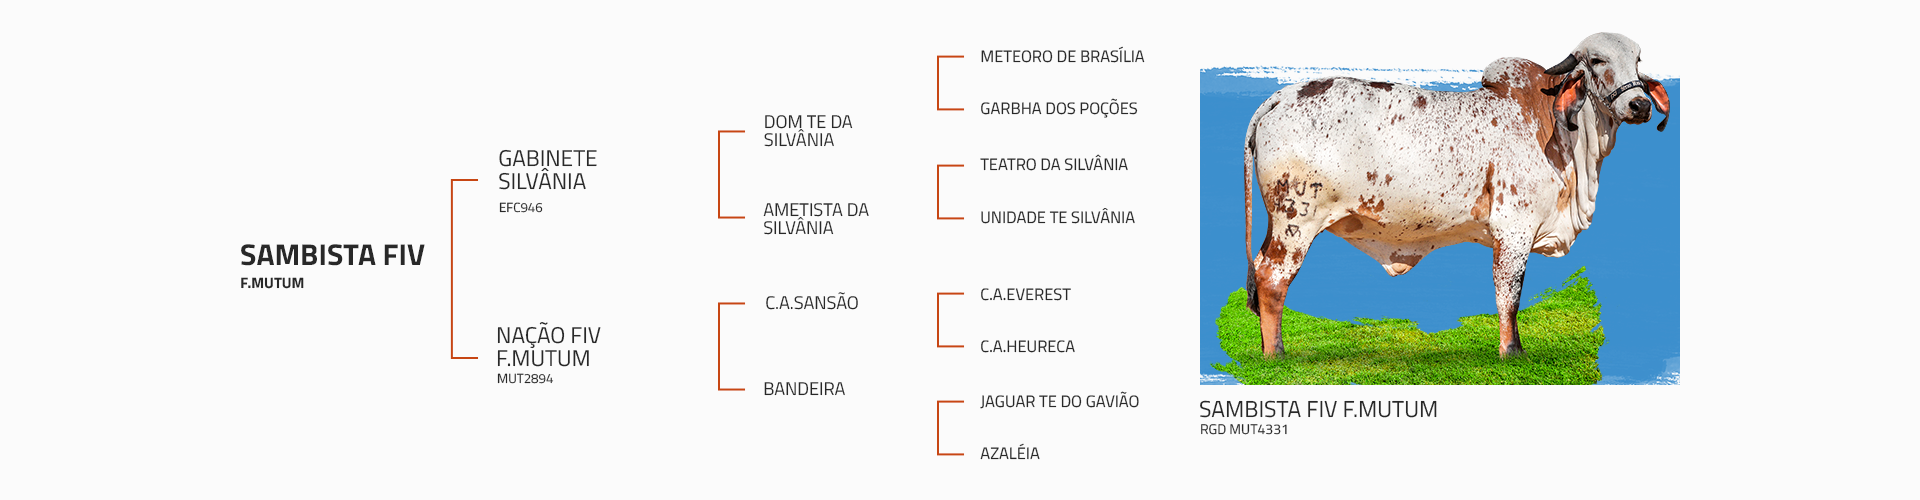 SAMBISTA FIV
F.MUTUM
GABINETE
SILVÂNIA
EFC946
NAÇÃO FIV
F.MUTUM
MUT2894
DOM TE DA
SILVÂNIA
AMETISTA DA
SILVÂNIA
C.A.SANSÃO
BANDEIRA
METEORO DE BRASÍLIA
GARBHA DOS POÇÕES
TEATRO DA SILVÂNIA
UNIDADE TE SILVÂNIA
C.A.EVEREST
C.A.HEURECA
JAGUAR TE DO GAVIÃO
AZALÉIA
MUT
4331
SAMBISTA FIV F.MUTUM
RGD MUT4331